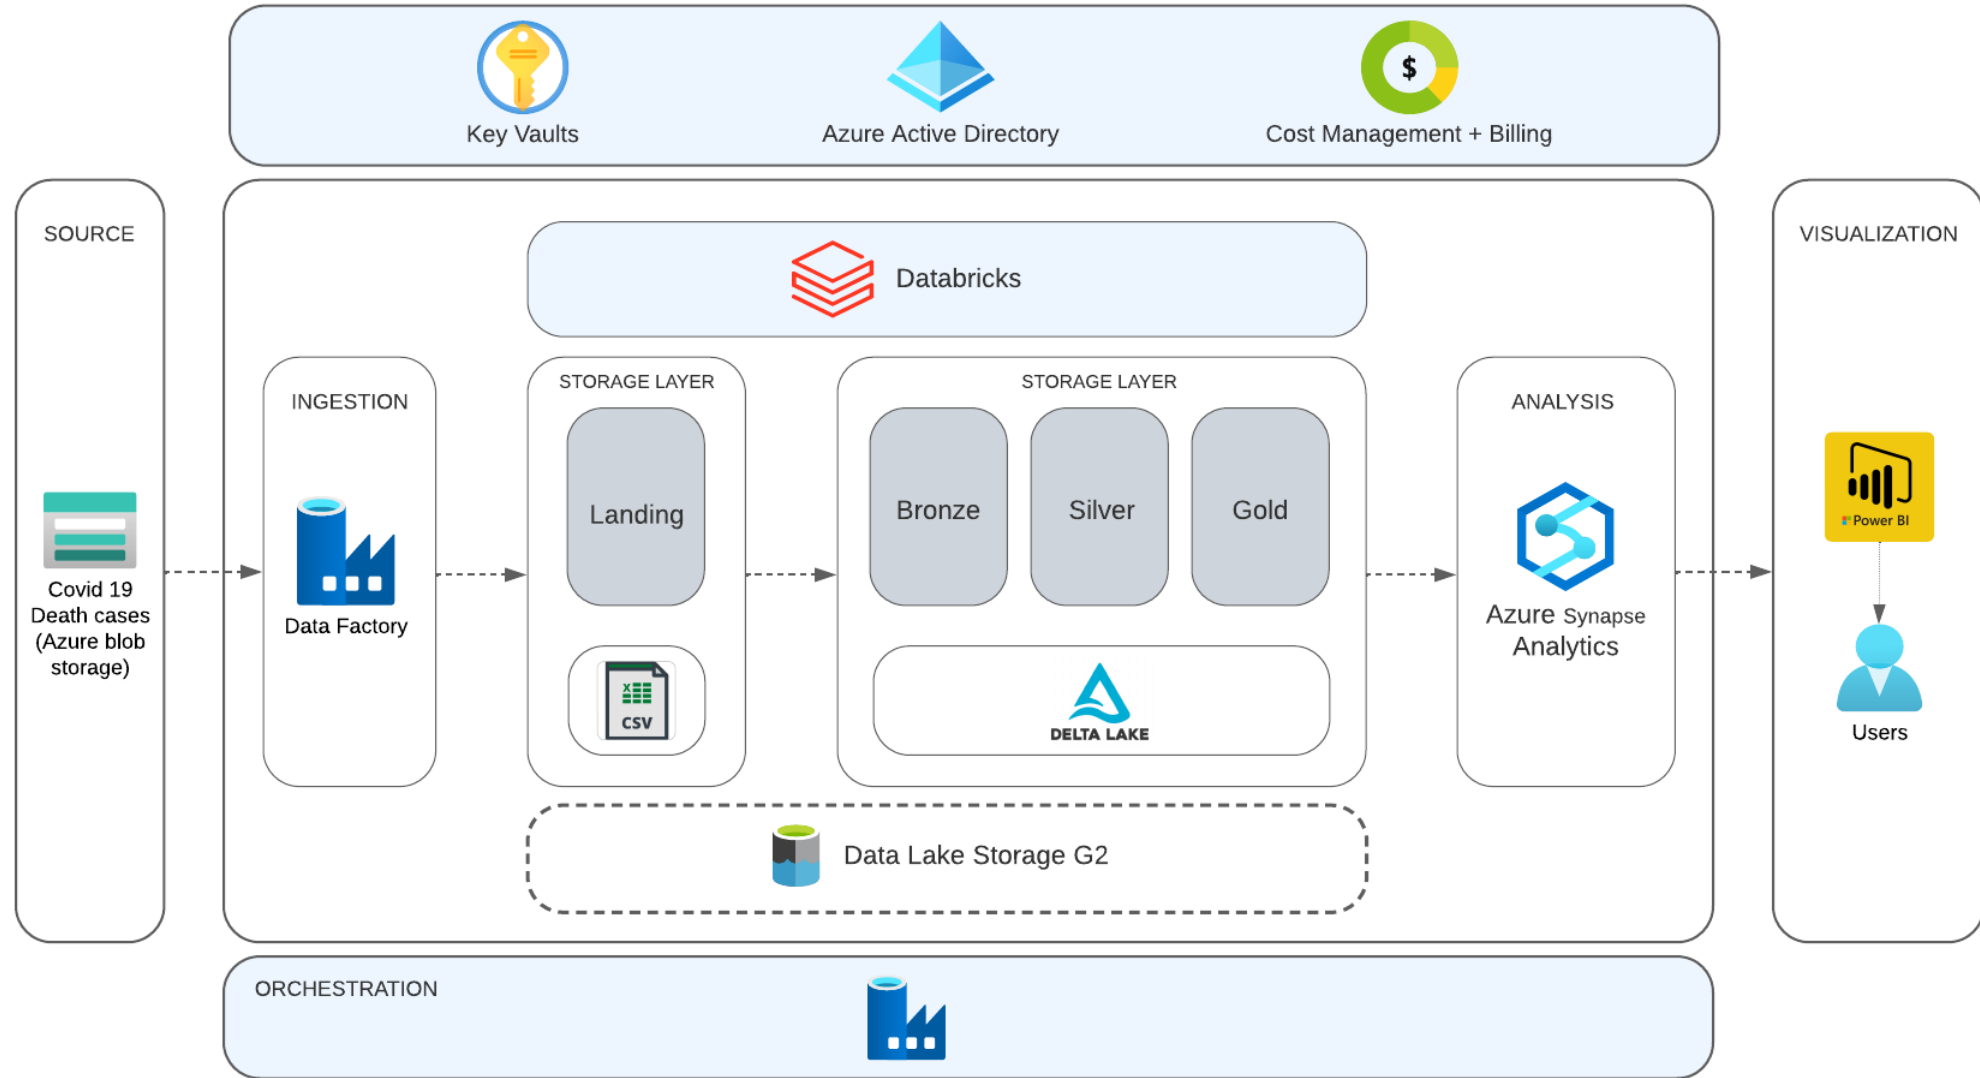 $
Key Vaults
Azure Active Directory
Cost Management + Billing
SOURCE
Covid 19
Death cases
(Azure blob
storage)
Databricks
INGESTION
Data Factory
STORAGE LAYER
Landing
X
CSV
STORAGE LAYER
Bronze
Silver
Gold
DELTA LAKE
ANALYSIS
Azure Synapse
Analytics
Data Lake Storage G2
VISUALIZATION
Power BI
Users
ORCHESTRATION